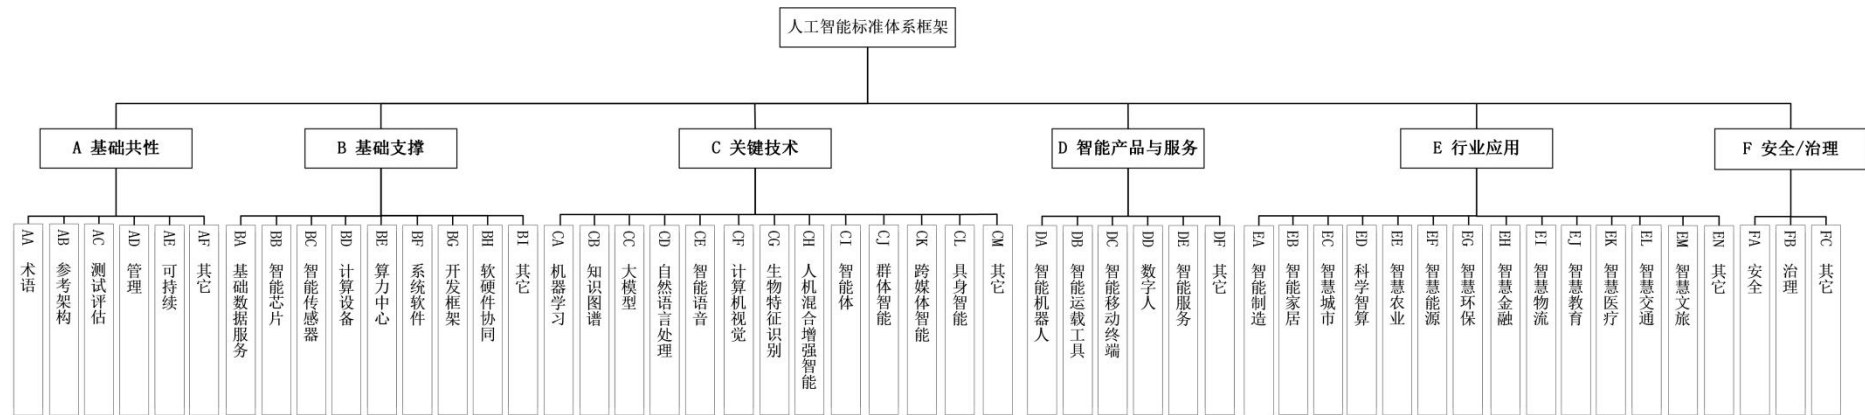 人工智能标准体系框架
A 基础共性
B 基础支撑
C 关键技术
D 智能产品与服务
E 行业应用
F 安全/治理
AA 术语
AB 参考架构
AC 测试评估
AD 管理
AE 可持续
AF 其它
BA 基础数据服务
BB 智能芯片
BC 智能传感器
BD 计算设备
BE 算力中心
BF 系统软件
BG 开发框架
BH 软硬件协同
BI 其它
CA 机器学习
CB 知识图谱
CC 大模型
CD 自然语言处理
CE 智能语音
CF 计算机视觉
CG 生物特征识别
CH 人机混合增强智能
CI 智能体
CJ 群体智能
CK 跨媒体智能
CL 具身智能
CM 其它
DA 智能机器人
DB 智能运载工具
DC 智能移动终端
DD 数字人
DE 智能服务
DF 其它
EA 智能制造
EB 智能家居
EC 智慧城市
ED 科学智算
EE 智慧农业
EF 智慧能源
EG 智慧环保
EH 智慧金融
EI 智慧物流
EJ 智慧教育
EK 智慧医疗
EL 智慧交通
EM 智慧文旅
EN 其它
FA 安全
FB 治理
FC 其它